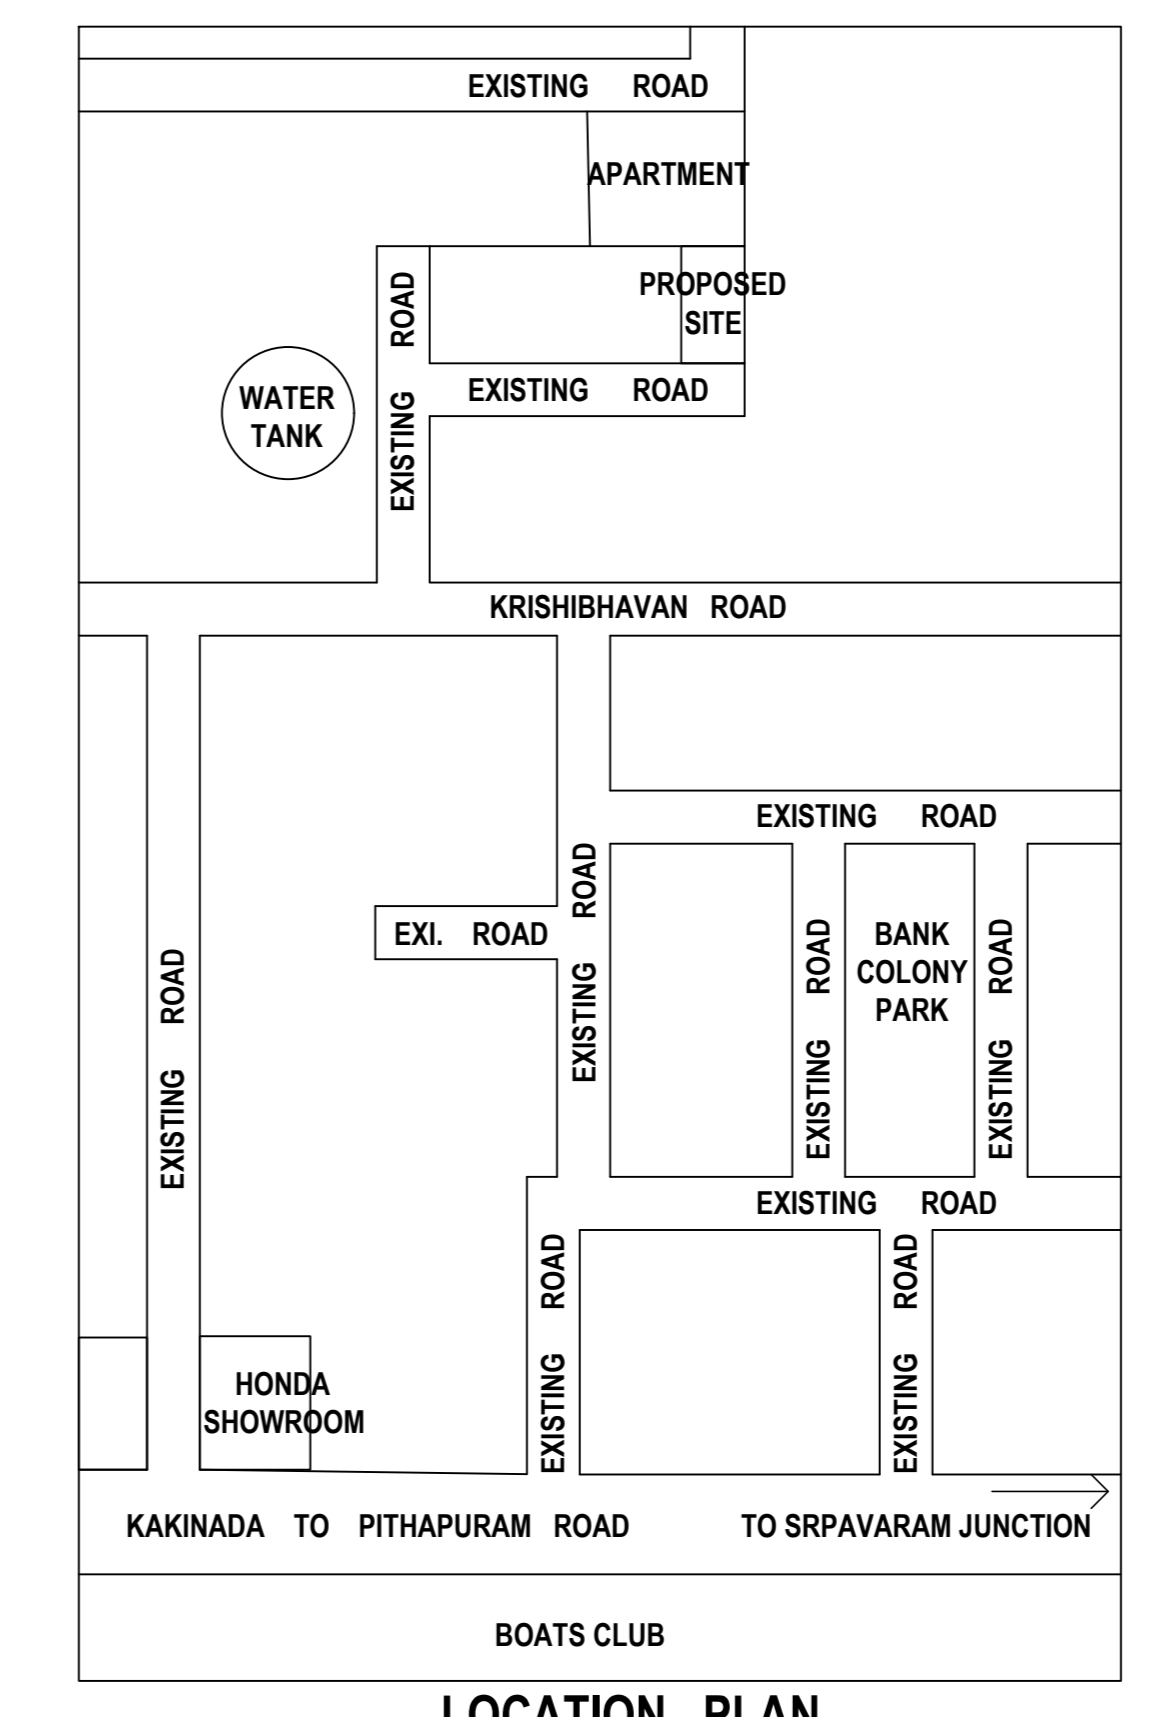 EXISTING ROAD
APARTMENT
PROPOSED
SITE
EXISTING ROAD
EXISTING ROAD
WATER
TANK
KRISHIBHAVAN ROAD
EXISTING ROAD
EXISTING ROAD
EXI. ROAD
EXISTING ROAD
EXISTING ROAD
BANK
COLONY
PARK
EXISTING ROAD
EXISTING ROAD
EXISTING ROAD
EXISTING ROAD
HONDA
SHOWROOM
KAKINADA TO PITHAPURAM ROAD
TO SRPAVARAM JUNCTION
BOATS CLUB
LOCATION PLAN